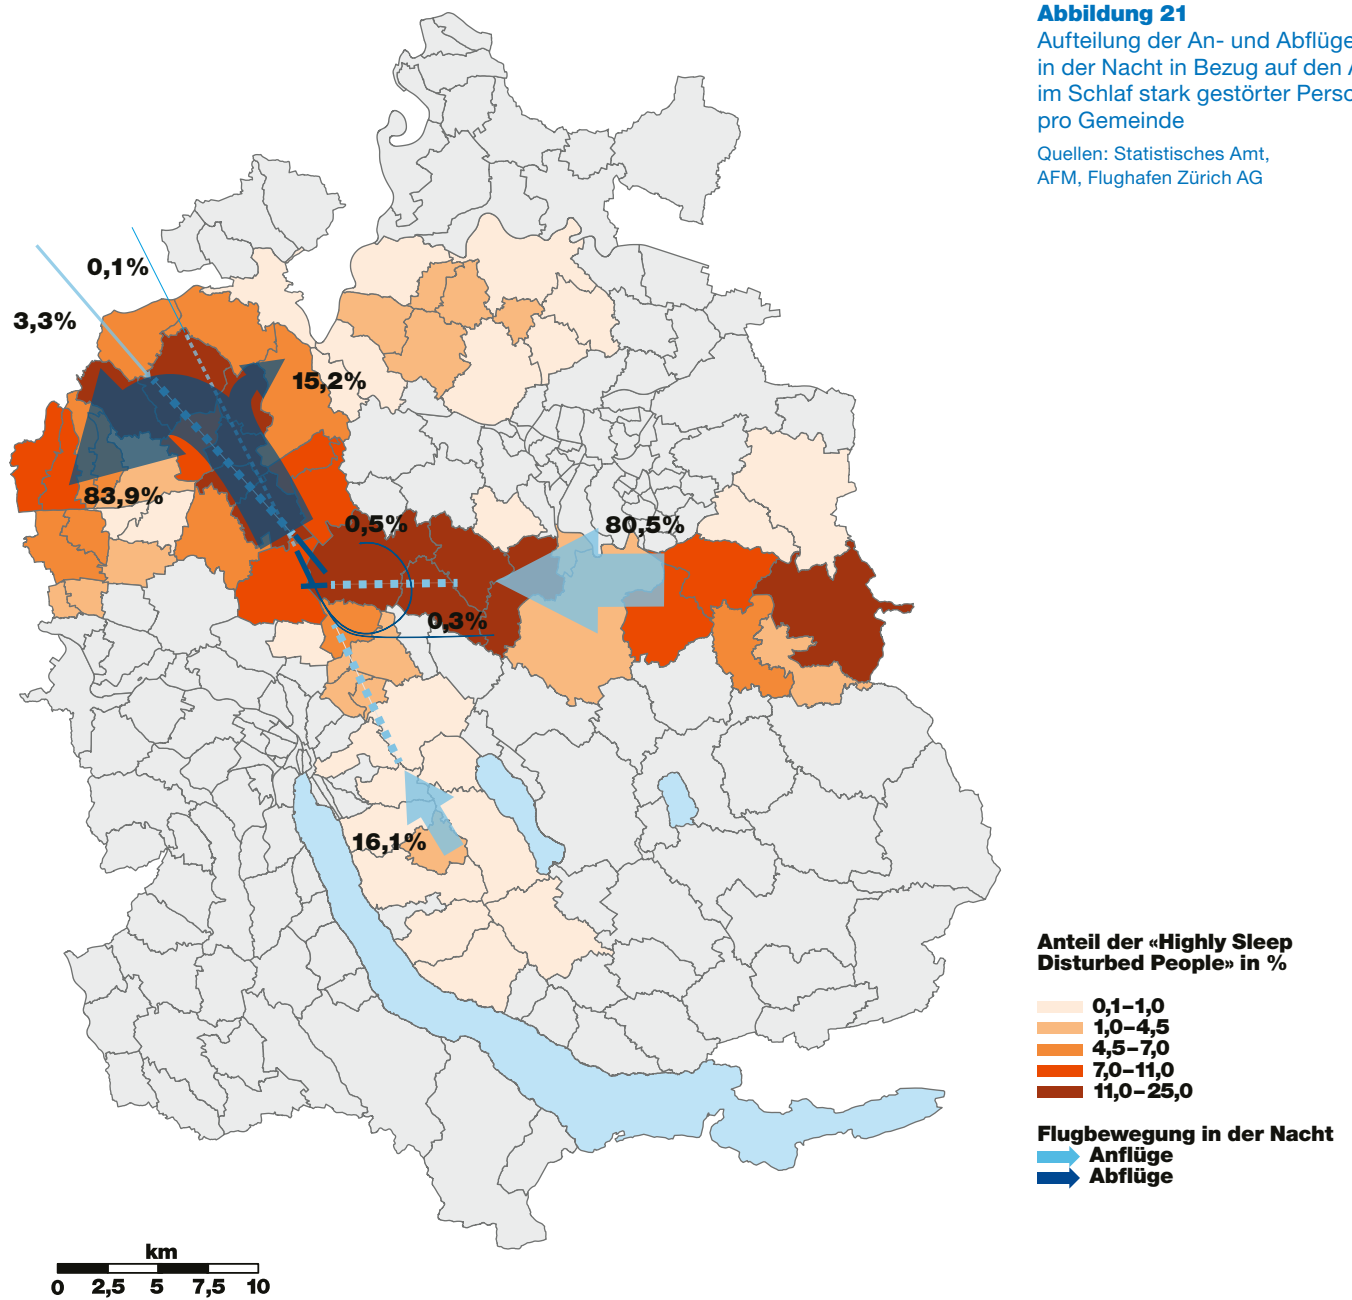 Abbildung 21
Aufteilung der An- und Abflüge
in der Nacht in Bezug auf den
im Schlaf stark gestörter
pro Gemeinde
Quellen: Statistisches Amt,
AFM, Flughafen Zürich AG
0,1%
3,3%
15,2%
83,9%
0,5%
80,5%
0,3%
16,1%
Anteil der «Highly Sleep
Disturbed People» in %
0,1–1,0
1,0–4,5
4,5–7,0
7,0–11,0
11,0–25,0
Flugbewegung in der Nacht
Anflüge
Abflüge
km
0 2,5 5 7,5 10